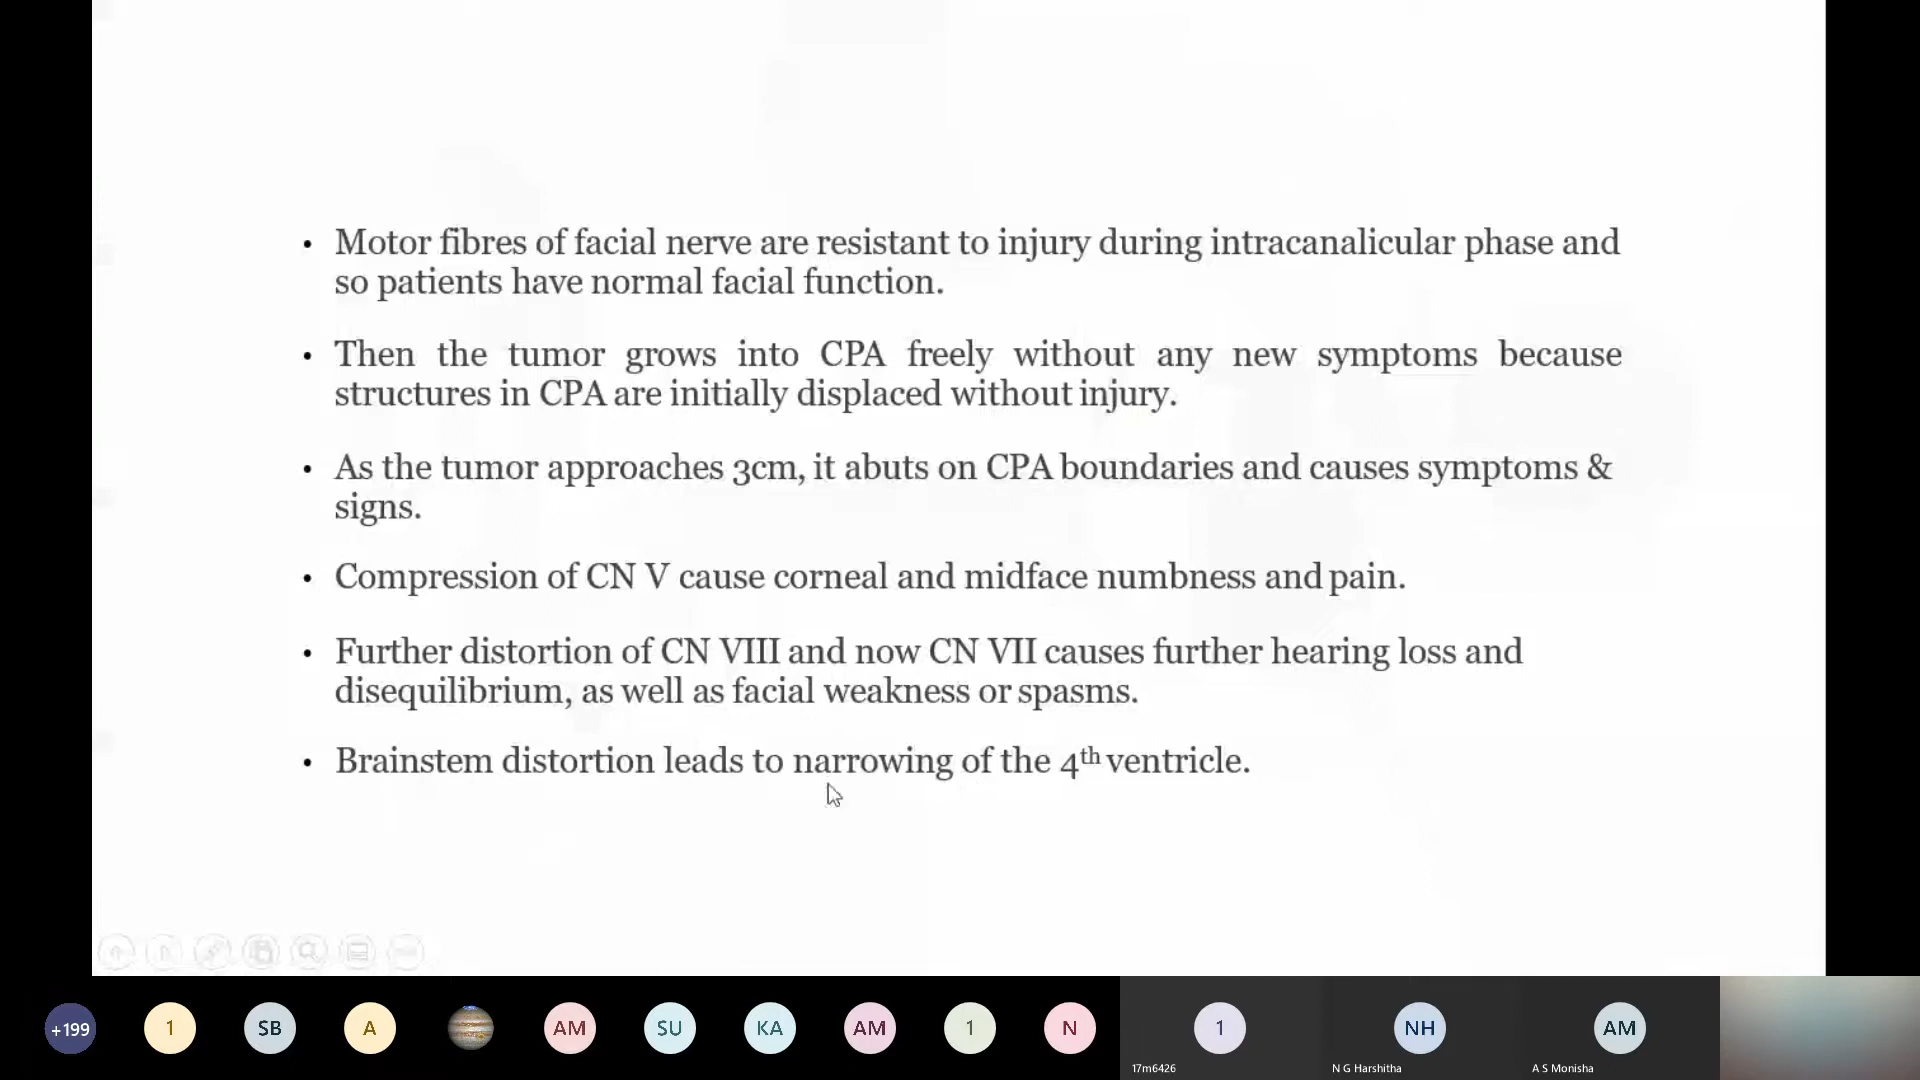 • Motor fibres of facial nerve are resistant to injury during intracanalicular phase and
so patients have normal facial function.
• Then the tumor grows into CPA freely without any new symptoms because
structures in CPA are initially displaced without injury.
• As the tumor approaches 3cm, it abuts on CPA boundaries and causes symptoms &
signs.
• Compression of CN V cause corneal and midface numbness and pain.
• Further distortion of CN VIII and now CN VII causes further hearing loss and
disequilibrium, as well as facial weakness or spasms.
• Brainstem distortion leads to narrowing of the 4th ventricle.
+199 1 SB A AM SU KA AM 1 N 1 NH AM
17m6426 N G Harshitha A S Monisha